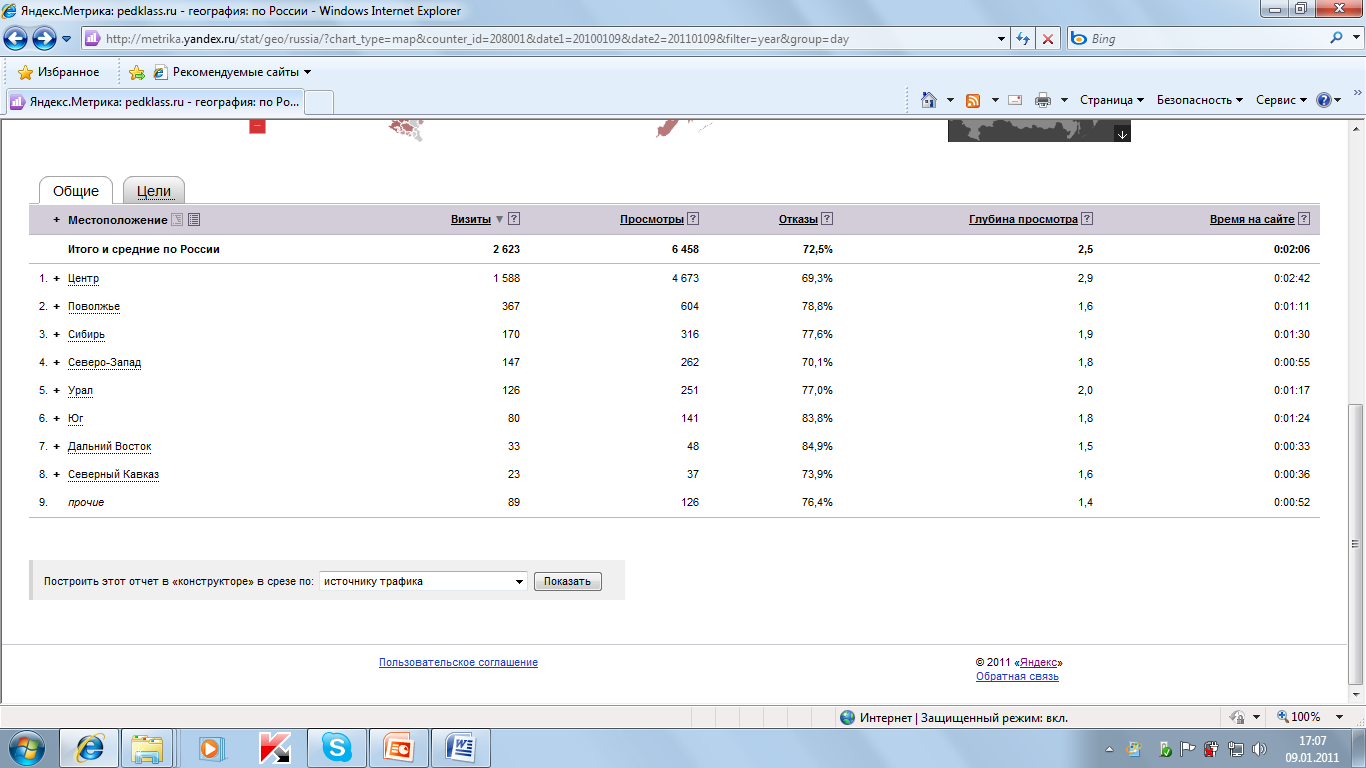 Яндекс.Метрика: pedklass.ru - география: по России - Windows Internet Explorer
http://metrika.yandex.ru/stat/geo/russia/?chart_type=map&counter_id=208001&date1=20100109&date2=20110109&filter=year&group=day
Bing
Избранное Рекомендуемые сайты
Яндекс.Метрика: pedklass.ru - география: по Ро...
Страница Безопасность Сервис
Общие Цели
+ Местоположение Визиты ▼ ? Просмотры ? Отказы ? Глубина просмотра ? Время на сайте ?
Итого и средние по России 2 623 6 458 72,5% 2,5 0:02:06
1. + Центр 1 588 4 673 69,3% 2,9 0:02:42
2. + Поволжье 367 604 78,8% 1,6 0:01:11
3. + Сибирь 170 316 77,6% 1,9 0:01:30
4. + Северо-Запад 147 262 70,1% 1,8 0:00:55
5. + Урал 126 251 77,0% 2,0 0:01:17
6. + Юг 80 141 83,8% 1,8 0:01:24
7. + Дальний Восток 33 48 84,9% 1,5 0:00:33
8. + Северный Кавказ 23 37 73,9% 1,6 0:00:36
9. прочие 89 126 76,4% 1,4 0:00:52
Построить этот отчет в «конструкторе» в срезе по: источнику трафика Показать
Пользовательское соглашение © 2011 «Яндекс»
Обратная связь
Интернет | Защищенный режим: вкл. 100%
17:07
09.01.2011